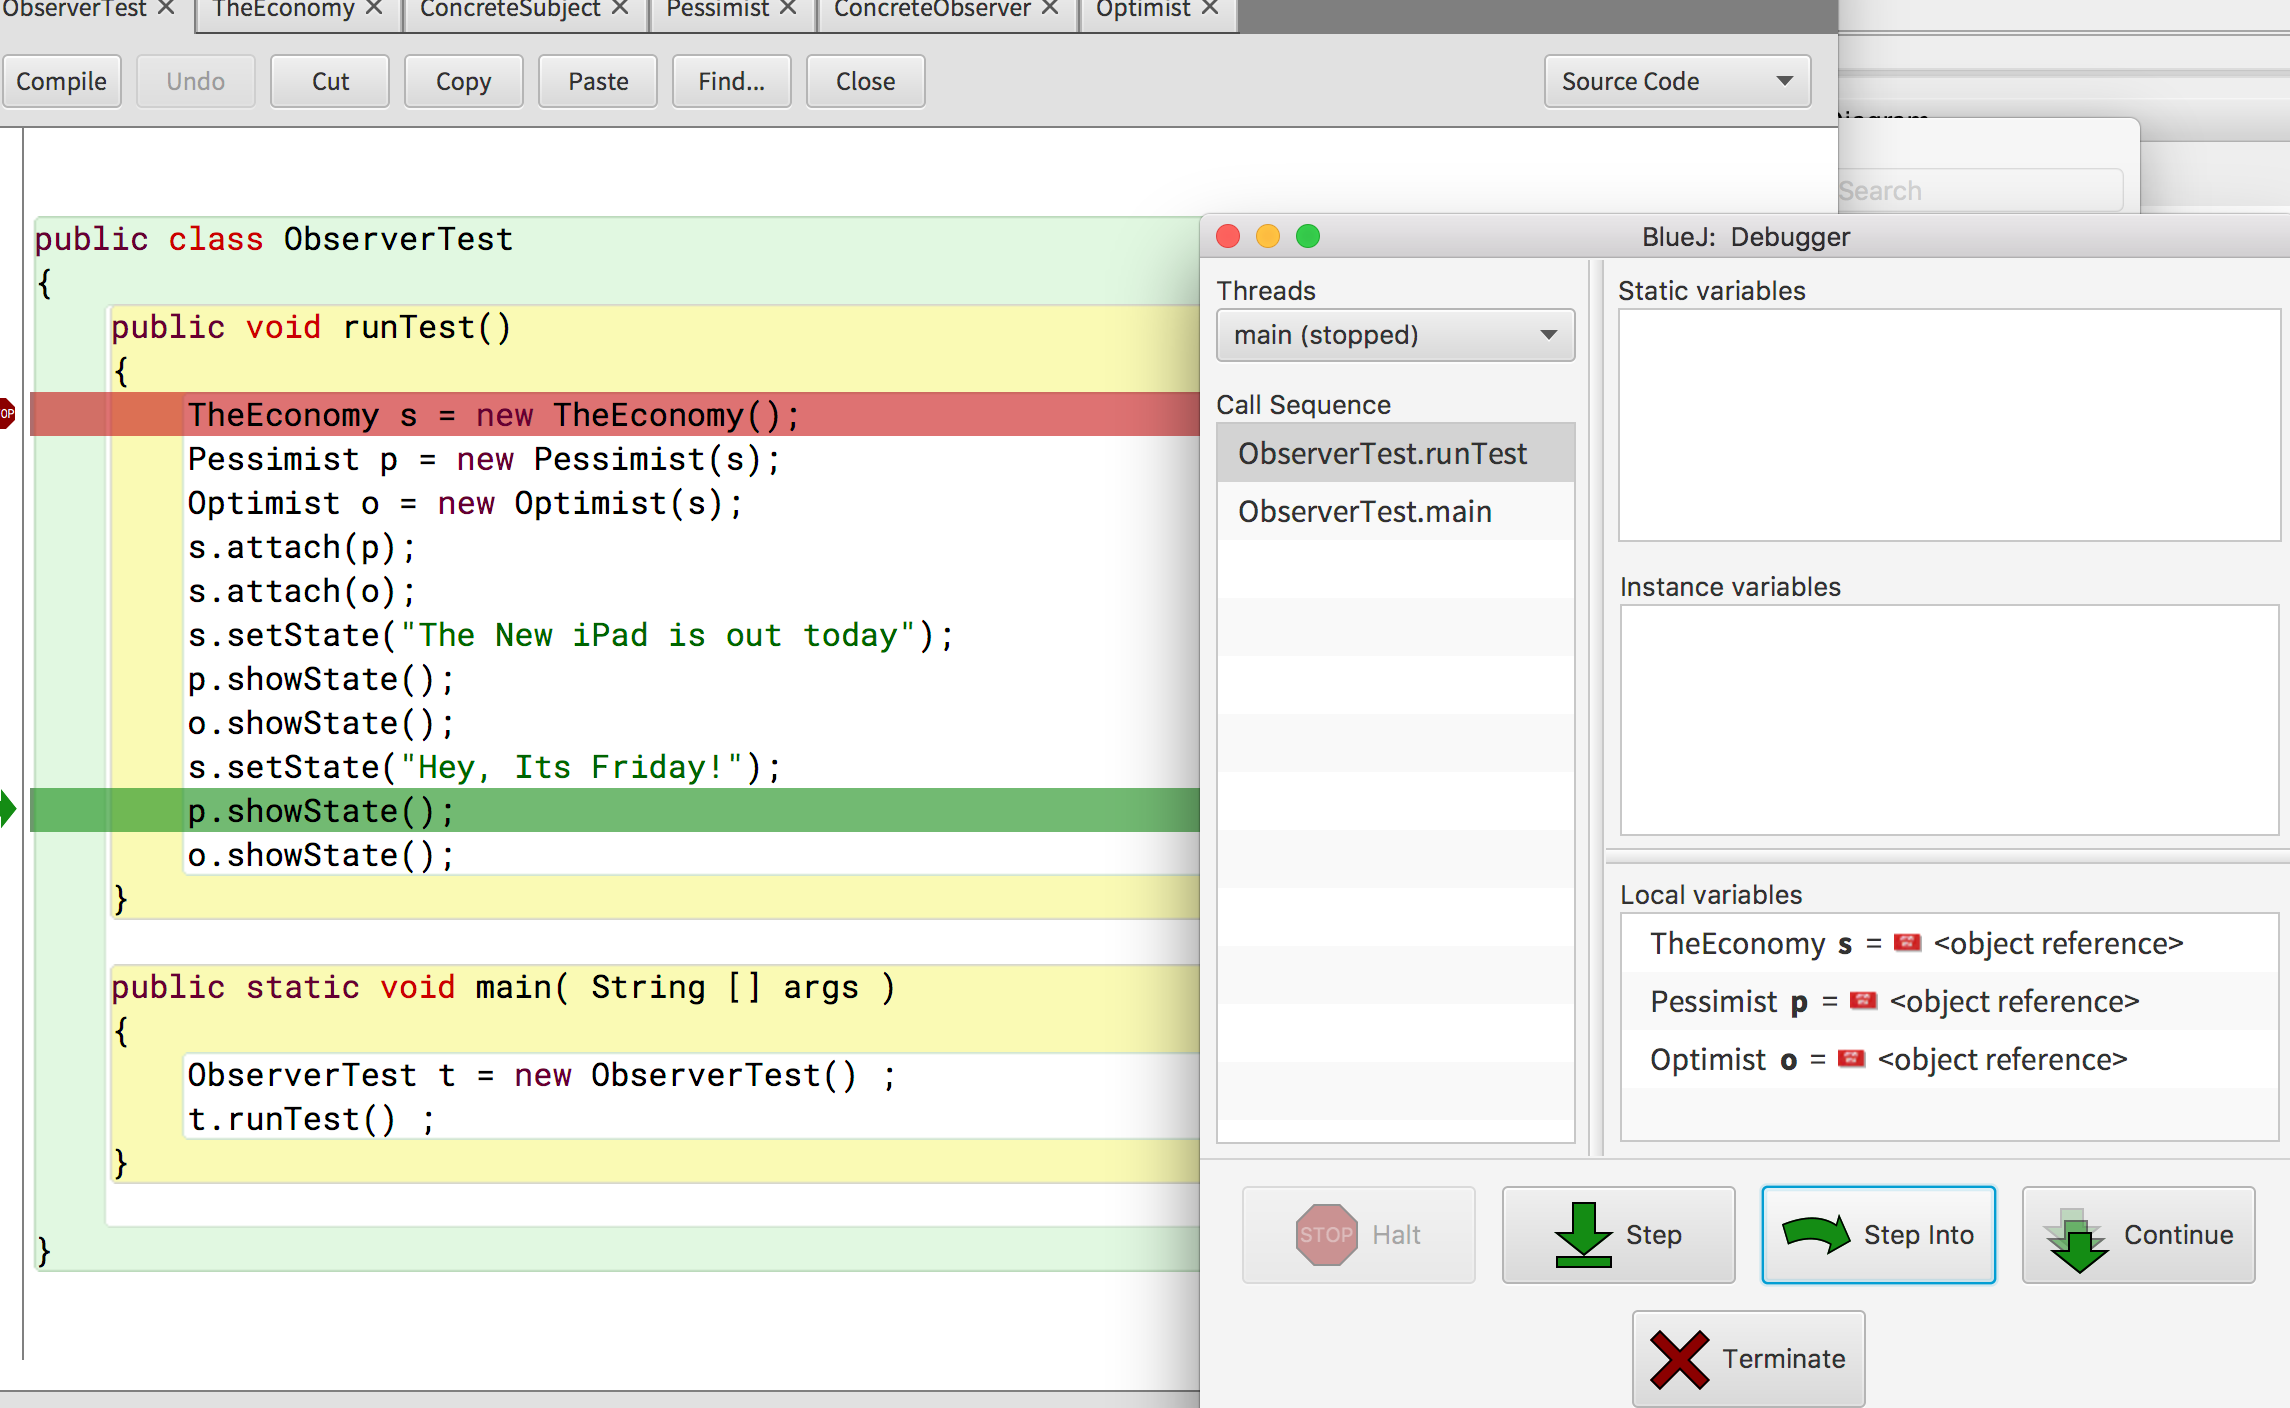 ObserverTest ✕ TheEconomy ✕ ConcreteSubject ✕ Pessimist ✕ ConcreteObserver ✕ Optimist ✕
Compile Undo Cut Copy Paste Find... Close Source Code
Diagram
Search
public class ObserverTest
{
public void runTest()
{
TheEconomy s = new TheEconomy();
Pessimist p = new Pessimist(s);
Optimist o = new Optimist(s);
s.attach(p);
s.attach(o);
s.setState("The New iPad is out today");
p.showState();
o.showState();
s.setState("Hey, Its Friday!");
p.showState();
o.showState();
}
public static void main( String [] args )
{
ObserverTest t = new ObserverTest() ;
t.runTest() ;
}
}
BlueJ: Debugger
Threads
main (stopped)
Call Sequence
ObserverTest.runTest
ObserverTest.main
Static variables
Instance variables
Local variables
TheEconomy s = <object reference>
Pessimist p = <object reference>
Optimist o = <object reference>
STOP Halt
Step
Step Into
Continue
Terminate